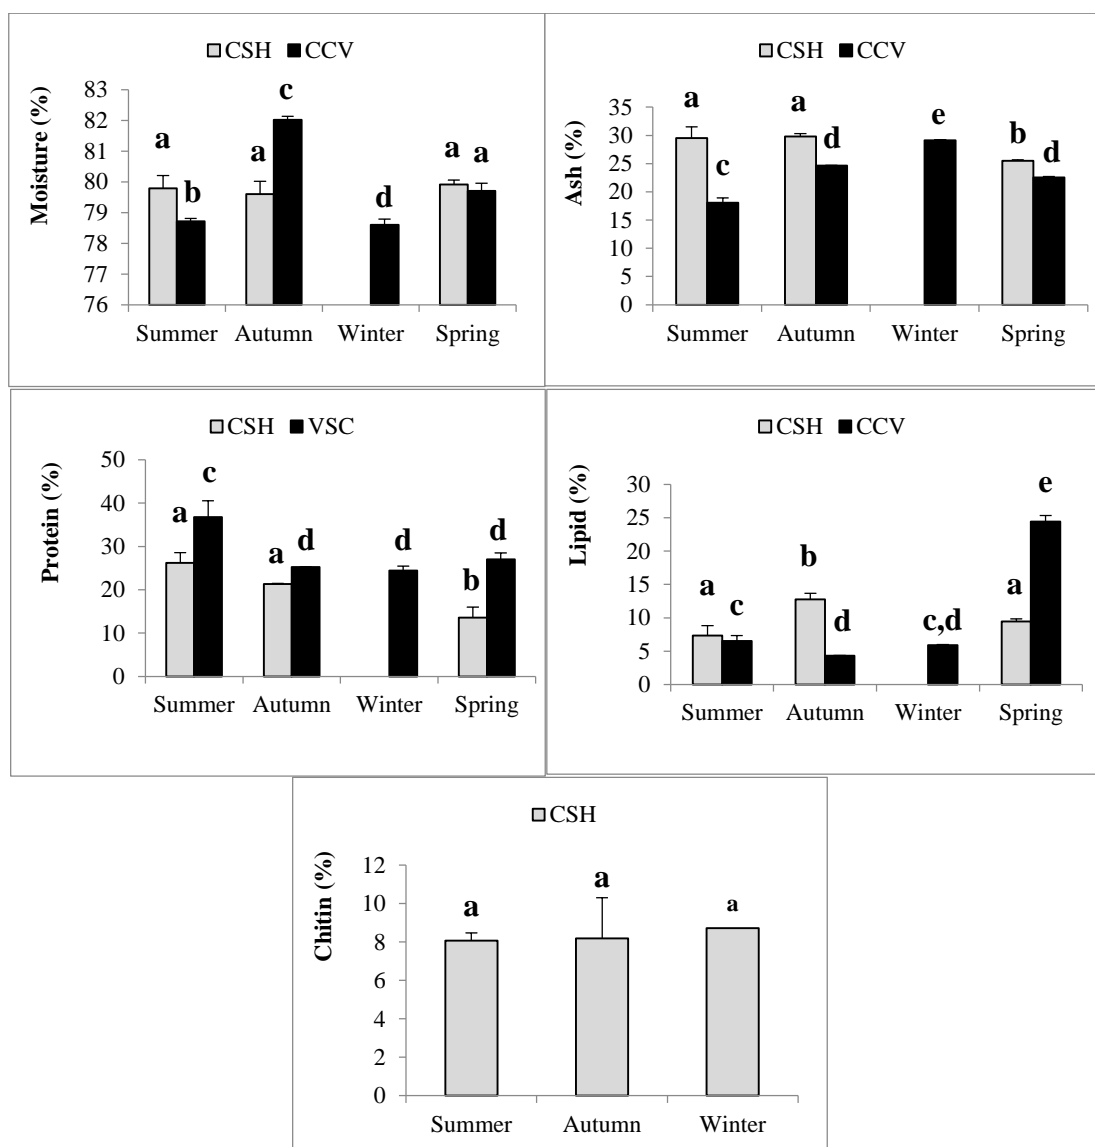 CSH CCV
Moisture (%)
83
82
81
80
79
78
77
76
a b a c d a a
Summer Autumn Winter Spring
CSH CCV
Ash (%)
35
30
25
20
15
10
5
0
a c a d e b d
Summer Autumn Winter Spring
CSH VSC
Protein (%)
50
40
30
20
10
0
a c a d d b d
Summer Autumn Winter Spring
CSH CCV
Lipid (%)
30
25
20
15
10
5
0
a c b d c,d a e
Summer Autumn Winter Spring
CSH
Chitin (%)
12
10
8
6
4
2
0
a a a
Summer Autumn Winter